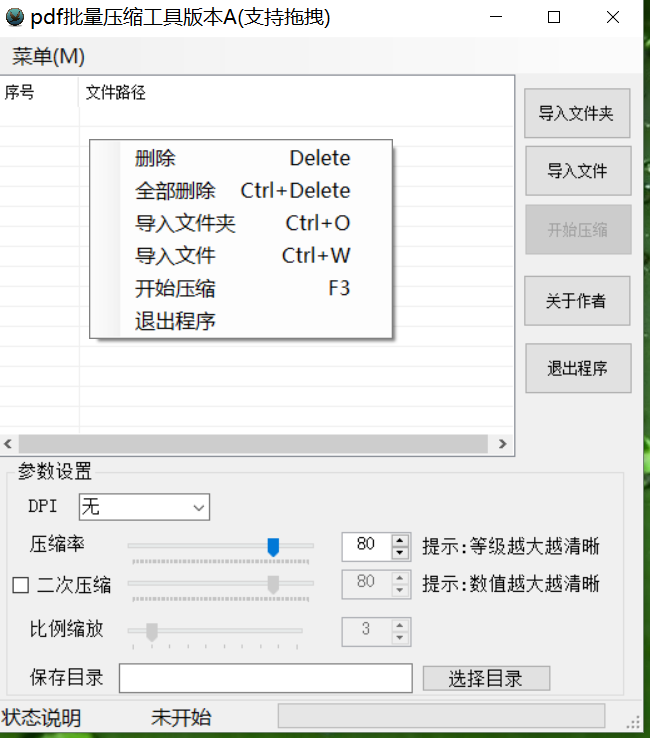 pdf批量压缩工具版本A(支持拖拽)
菜单(M)
序号 文件路径
导入文件夹
导入文件
开始压缩
关于作者
退出程序
删除 Delete
全部删除 Ctrl+Delete
导入文件夹 Ctrl+O
导入文件 Ctrl+W
开始压缩 F3
退出程序
参数设置
DPI 无
压缩率 80 提示:等级越大越清晰
二次压缩 80 提示:数值越大越清晰
比例缩放 3
保存目录 选择目录
状态说明 未开始